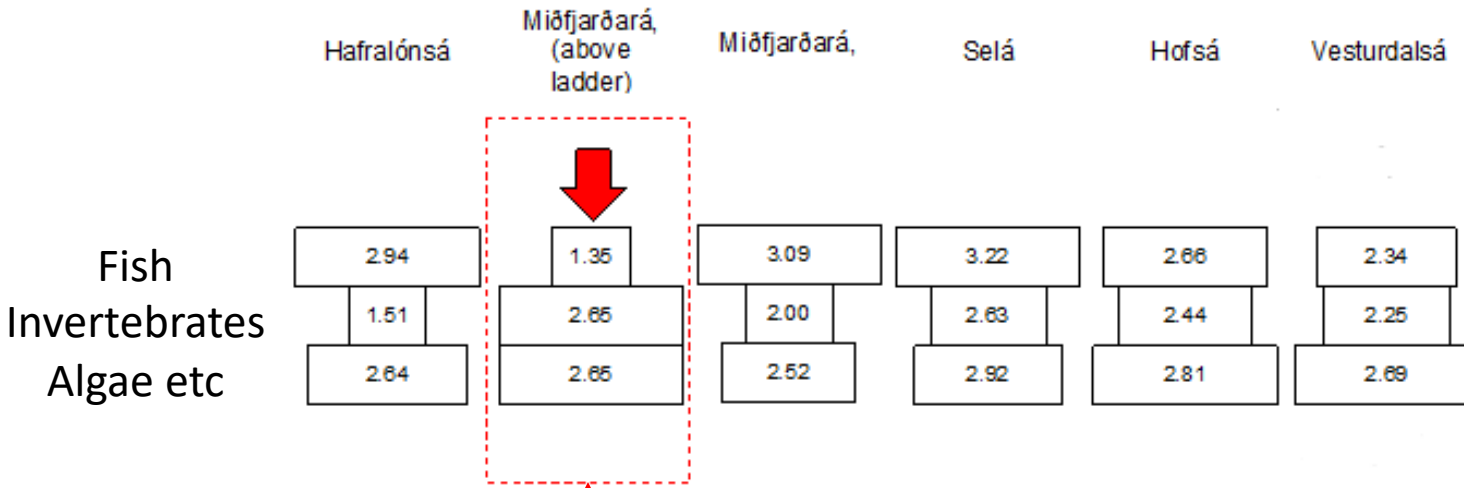 Hafralónsá
Miðfjarðará,
(above
ladder)
Miðfjarðará,
Selá
Hofsá
Vesturdalsá
Fish
2.94
1.35
3.09
3.22
2.66
2.34
Invertebrates
1.51
2.65
2.00
2.63
2.44
2.25
Algae etc
2.64
2.65
2.52
2.92
2.81
2.69